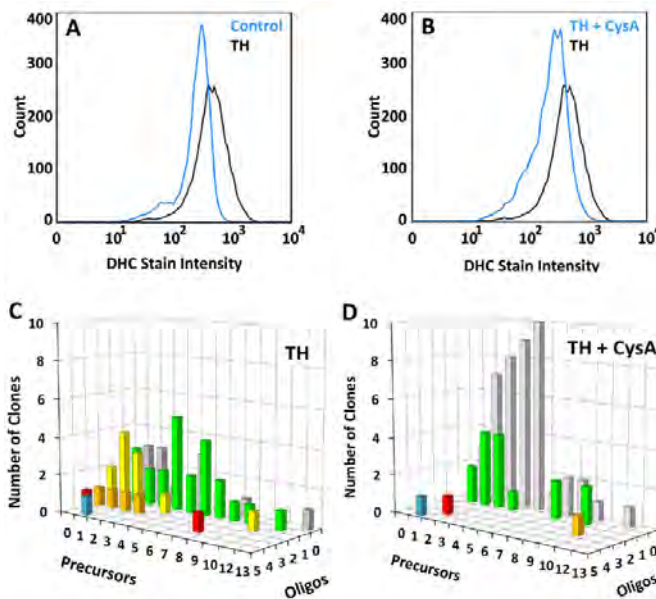 A
Control
TH
400
300
200
100
0
Count
0 10¹ 10² 10³ 10⁴
DHC Stain Intensity
B
TH + CysA
TH
400
300
200
100
0
Count
0 10¹ 10² 10³ 10⁴
DHC Stain Intensity
C
TH
10
8
6
4
2
0
Number of Clones
0 1 2 3 4 5 6 7 8 9 10 12 13
5 4 3 2 1 0
Precursors
Oligos
D
TH + CysA
10
8
6
4
2
0
Number of Clones
0 1 2 3 4 5 6 7 8 9 10 12 13
5 4 3 2 1 0
Precursors
Oligos